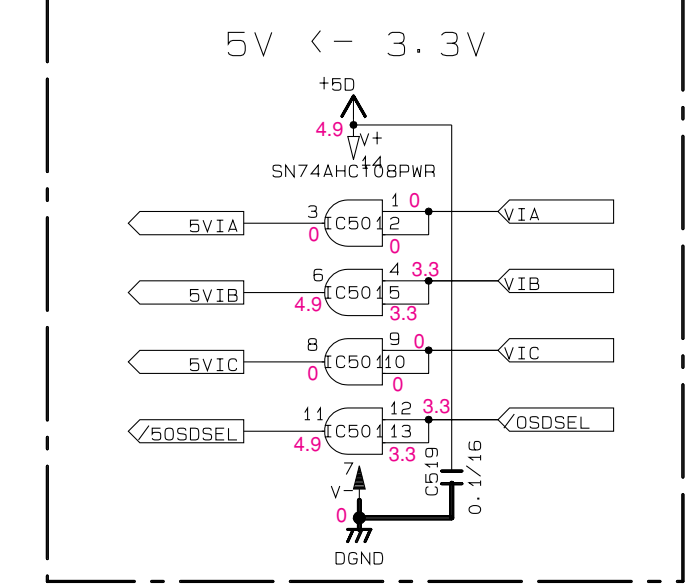 5V <- 3.3V
+5D
4.9
V+
14
SN74AHCT08PWR
3 IC501 1 0 VIA
5VIA 0 2 0
6 IC501 4 3.3 VIB
5VIB 4.9 5 3.3
8 IC501 9 0 VIC
5VIC 0 10 0
11 IC501 12 3.3 /OSDSEL
/5OSDSEL 4.9 13 3.3
7
V-
0
C519
0.1/16
DGND